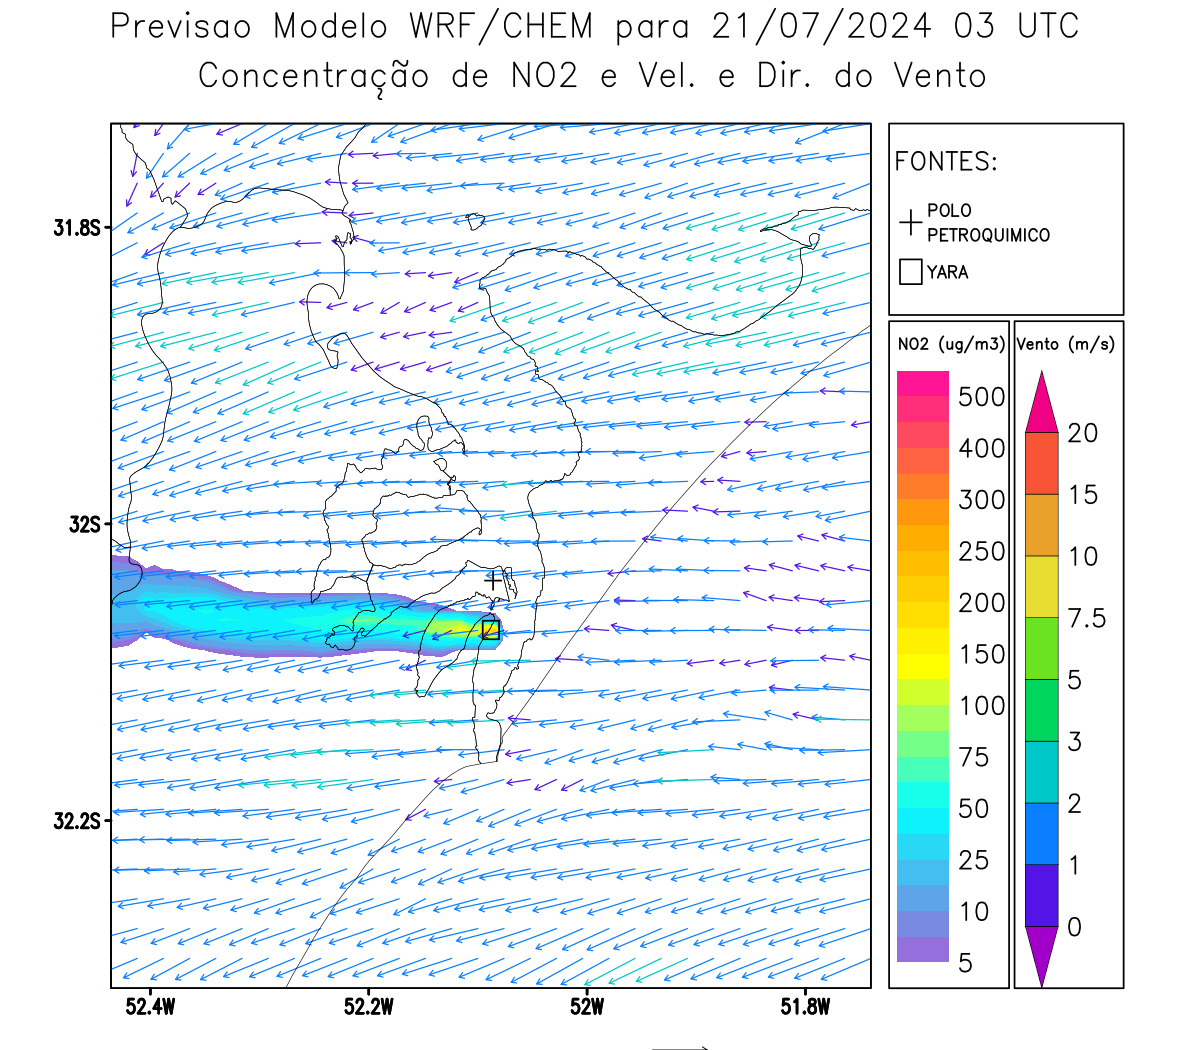 Previsao Modelo WRF/CHEM para 21/07/2024 03 UTC
Concentração de NO2 e Vel. e Dir. do Vento
FONTES:
POLO
PETROQUIMICO
YARA
NO2 (ug/m3)
500
400
300
250
200
150
100
75
50
25
10
5
Vento (m/s)
20
15
10
7.5
5
3
2
1
0
31.8S
32S
32.2S
52.4W
52.2W
52W
51.8W